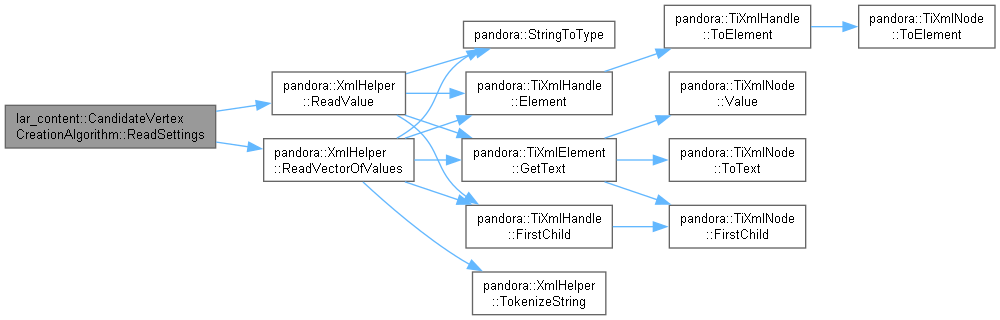 lar_content::CandidateVertex
CreationAlgorithm::ReadSettings
pandora::XmlHelper
::ReadValue
pandora::XmlHelper
::ReadVectorOfValues
pandora::StringToType
pandora::TiXmlHandle
::Element
pandora::TiXmlElement
::GetText
pandora::TiXmlHandle
::FirstChild
pandora::XmlHelper
::TokenizeString
pandora::TiXmlHandle
::ToElement
pandora::TiXmlNode
::Value
pandora::TiXmlNode
::ToText
pandora::TiXmlNode
::FirstChild
pandora::TiXmlNode
::ToElement